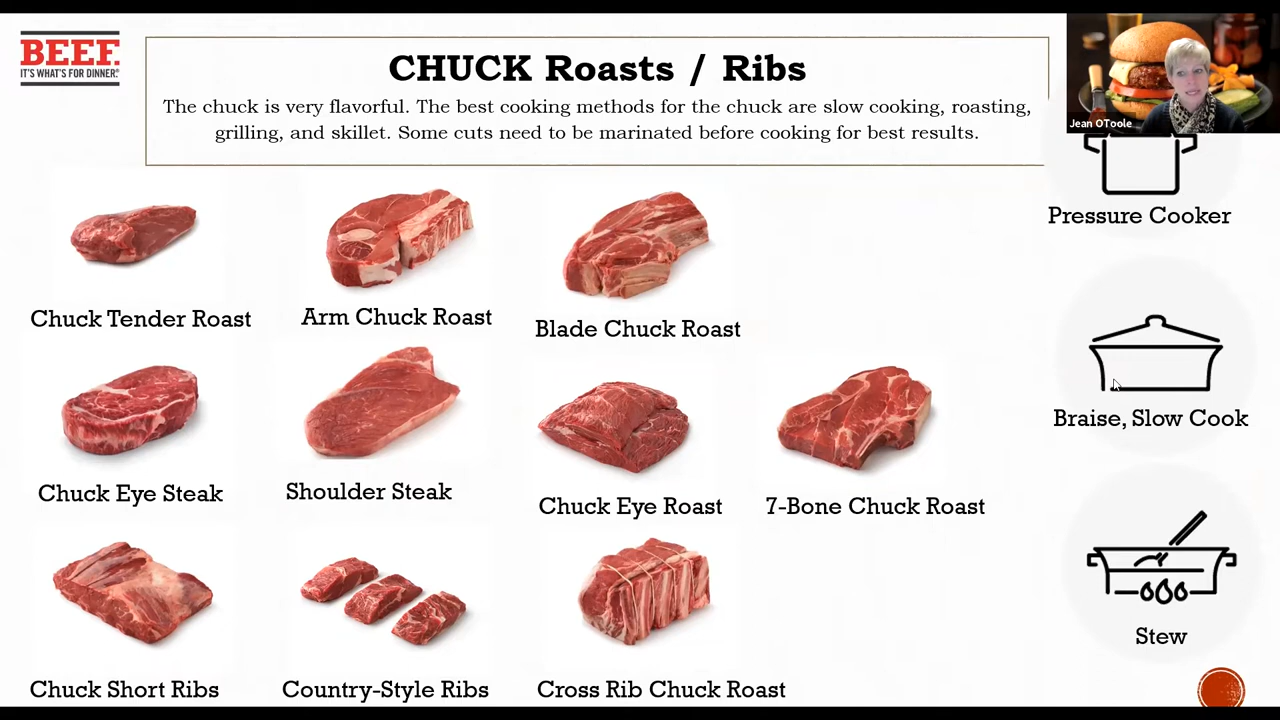 BEEF.
IT'S WHAT'S FOR DINNER.®
CHUCK Roasts / Ribs
The chuck is very flavorful. The best cooking methods for the chuck are slow cooking, roasting,
grilling, and skillet. Some cuts need to be marinated before cooking for best results.
Jean OToole
Pressure Cooker
Chuck Tender Roast
Arm Chuck Roast
Blade Chuck Roast
Braise, Slow Cook
Chuck Eye Steak
Shoulder Steak
Chuck Eye Roast
7-Bone Chuck Roast
Stew
Chuck Short Ribs
Country-Style Ribs
Cross Rib Chuck Roast